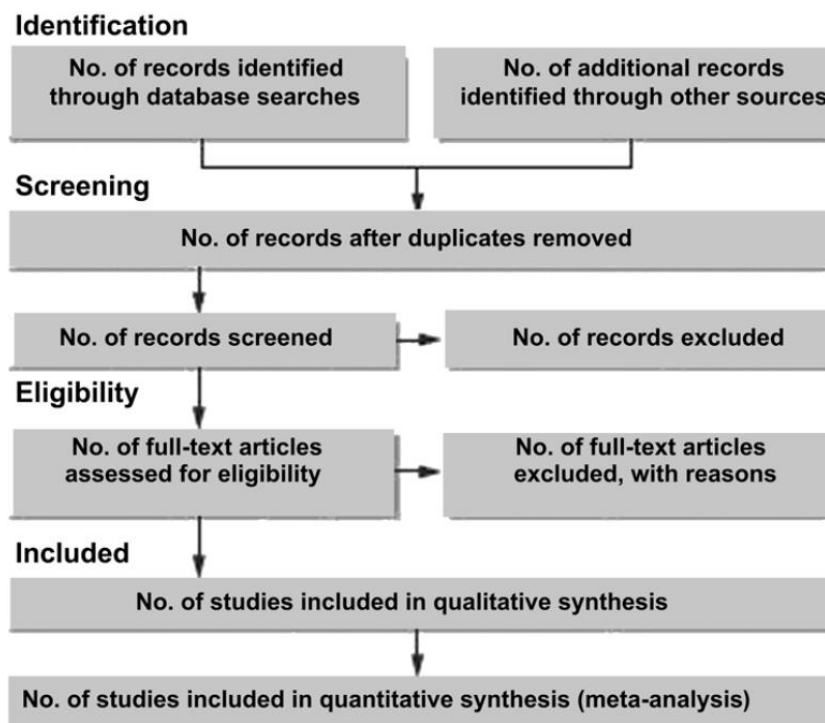 Identification
No. of records identified
through database searches
No. of additional records
identified through other sources
Screening
No. of records after duplicates removed
No. of records screened
No. of records excluded
Eligibility
No. of full-text articles
assessed for eligibility
No. of full-text articles
excluded, with reasons
Included
No. of studies included in qualitative synthesis
No. of studies included in quantitative synthesis (meta-analysis)